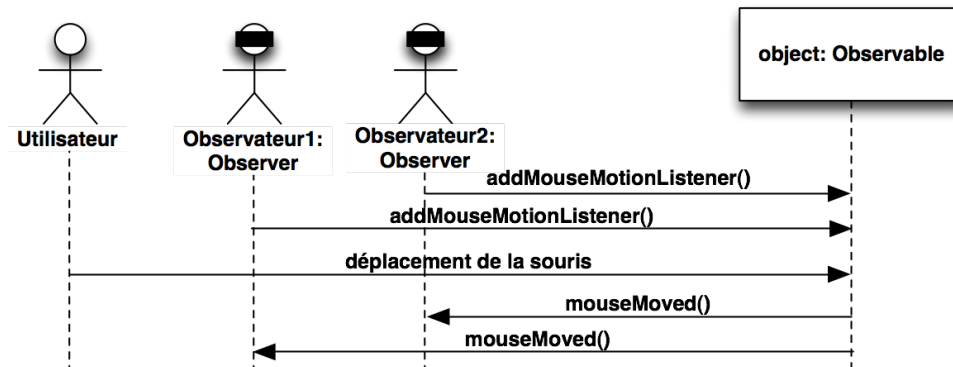 object: Observable
Utilisateur
Observateur1:
Observer
Observateur2:
Observer
addMouseMotionListener()
addMouseMotionListener()
déplacement de la souris
mouseMoved()
mouseMoved()